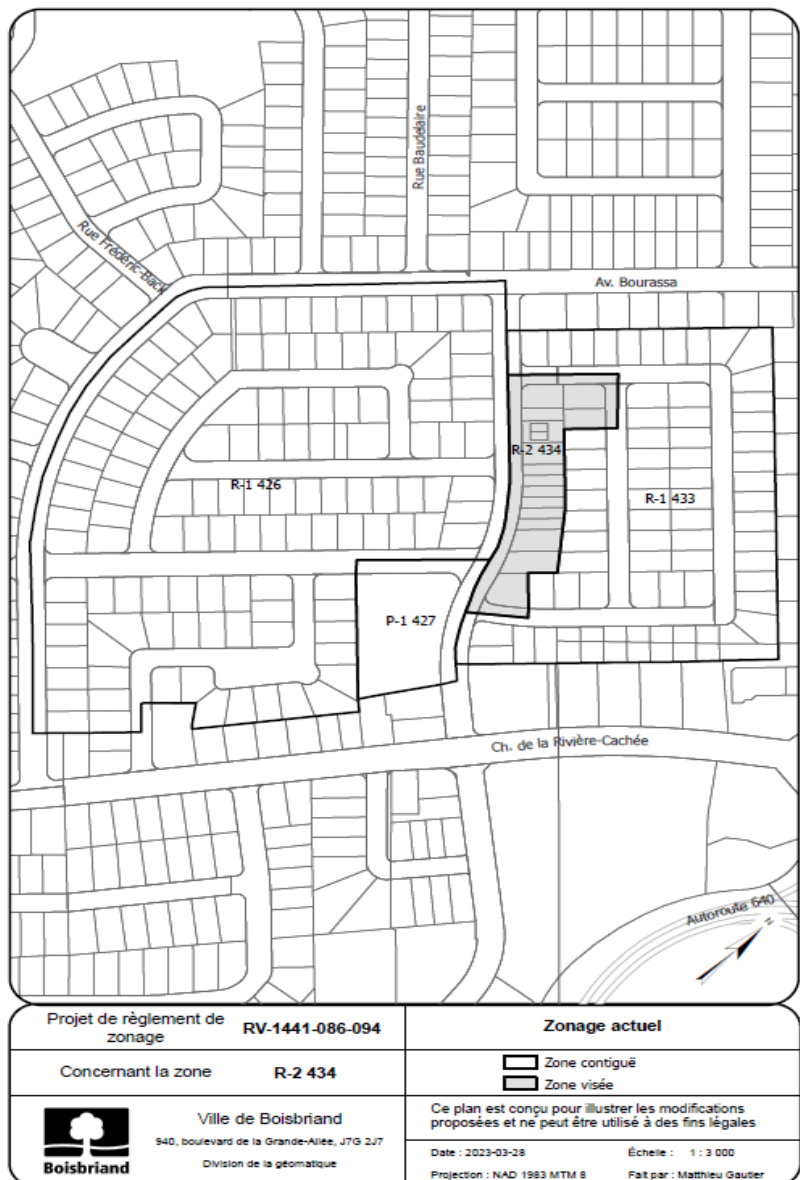 Rue Baudelaire
Rue Frédéric-Back
Av. Bourassa
R-2 434
R-1 426
R-1 433
P-1 427
Ch. de la Rivière-Cachée
Autoroute 640
N
Projet de règlement de
zonage
RV-1441-086-094
Zonage actuel
Concernant la zone
R-2 434
Zone contiguë
Zone visée
Boisbriand
Ville de Boisbriand
940, boulevard de la Grande-Allée, J7G 2J7
Division de la géomatique
Ce plan est conçu pour illustrer les modifications
proposées et ne peut être utilisé à des fins légales
Date : 2023-03-28
Échelle : 1 : 3 000
Projection : NAD 1983 MTM 8
Fait par : Matthieu Gautier